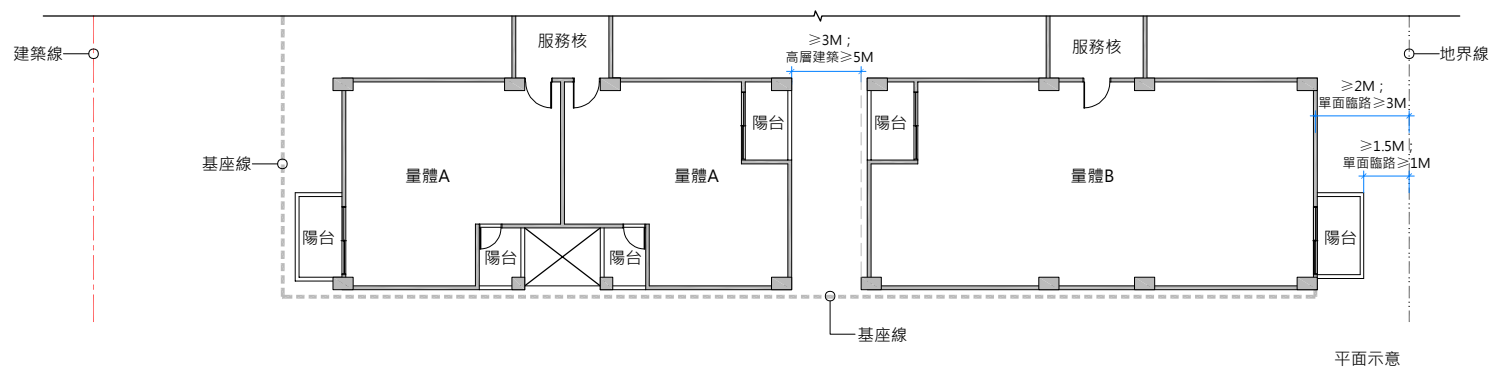 服務核
服務核
≥3M；
高層建築≥5M
建築線
地界線
≥2M；
單面臨路≥3M
陽台
陽台
基座線
≥1.5M；
單面臨路≥1M
量體A
量體A
量體B
陽台
陽台
陽台
陽台
基座線
平面示意